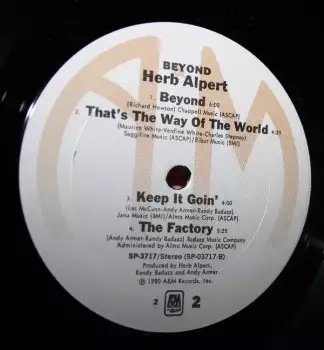 BEYOND
Herb Alpert
1. Beyond 6:00
(Richard Hewson) Chappell Music (ASCAP)
2. That's The Way Of The World 4:29
(Maurice White-Verdine White-Charles Stepney)
Saggifire Music (ASCAP)/Eibur Music (BMI)
3. Keep It Goin' 4:00
(Les McCann-Andy Armer-Randy Badazz)
Jana Music (BMI)/Almo Music Corp. (ASCAP)
4. The Factory 5:25
(Andy Armer-Randy Badazz) Badazz Music Company
Administered by Almo Music Corp. (ASCAP)
SP-3717/Stereo (SP-03717-B)
Produced by Herb Alpert,
Randy Badazz and Andy Armer
℗ 1980 A&M Records, Inc.
2 A&M 2